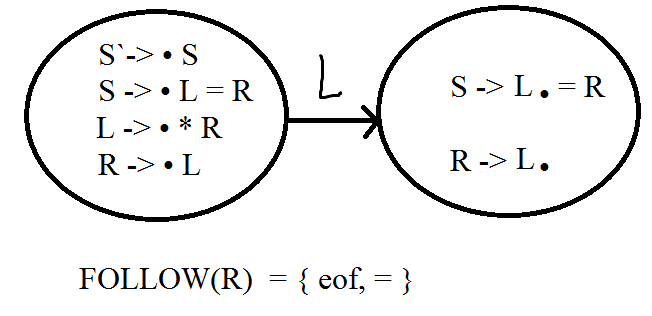 S`-> • S
S -> • L = R
L -> • * R
R -> • L
L
S -> L • = R
R -> L •
FOLLOW(R) = { eof, = }